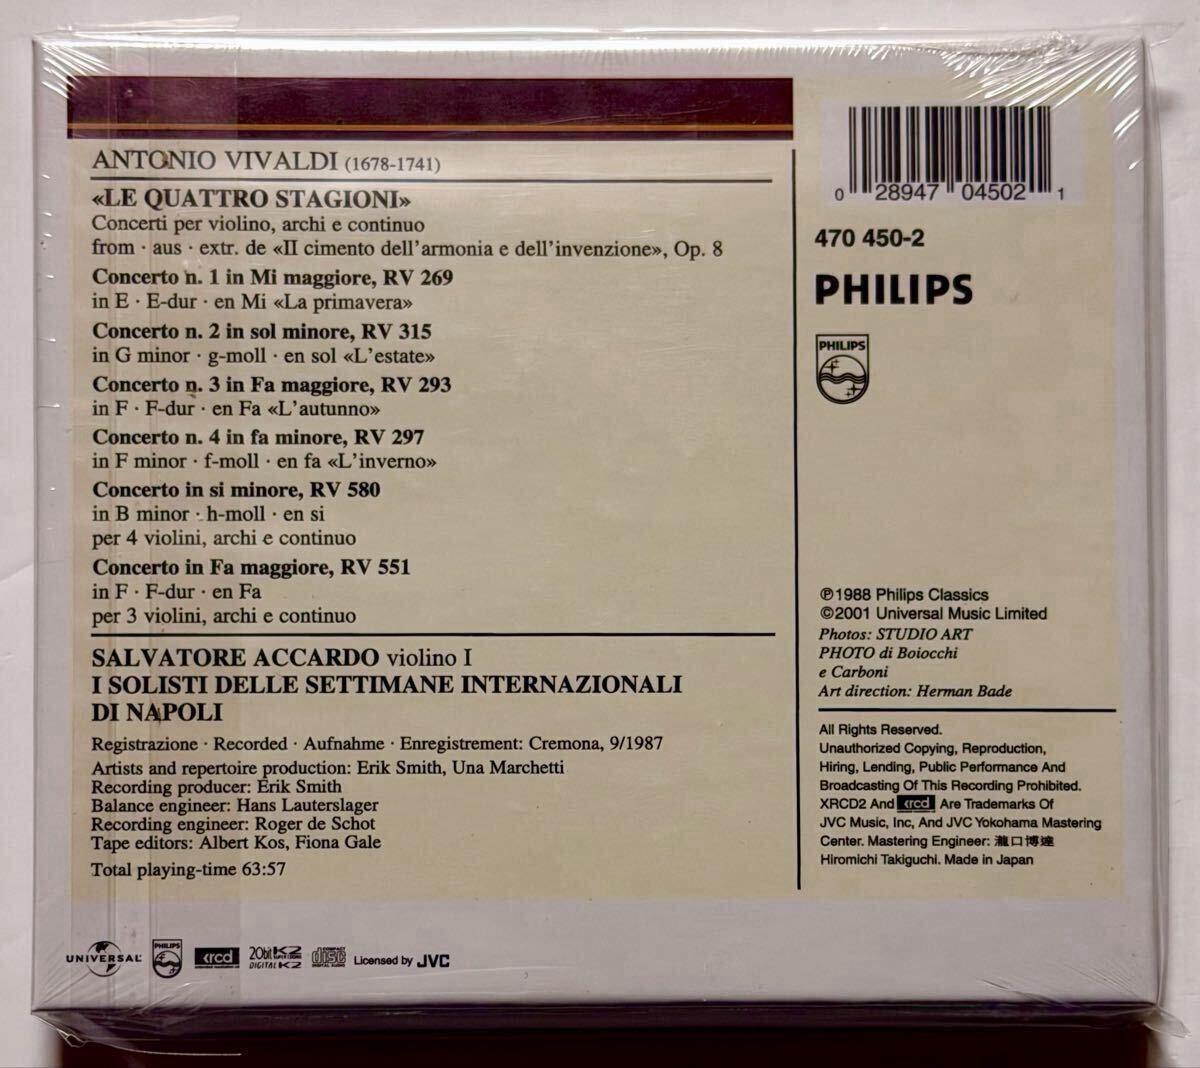 ANTONIO VIVALDI (1678-1741)
«LE QUATTRO STAGIONI»
Concerti per violino, archi e continuo
from · aus · extr. de «Il cimento dell'armonia e dell'invenzione», Op. 8
Concerto n. 1 in Mi maggiore, RV 269
in E · E-dur · en Mi «La primavera»
Concerto n. 2 in sol minore, RV 315
in G minor · g-moll · en sol «L'estate»
Concerto n. 3 in Fa maggiore, RV 293
in F · F-dur · en Fa «L'autunno»
Concerto n. 4 in fa minore, RV 297
in F minor · f-moll · en fa «L'inverno»
Concerto in si minore, RV 580
in B minor · h-moll · en si
per 4 violini, archi e continuo
Concerto in Fa maggiore, RV 551
in F · F-dur · en Fa
per 3 violini, archi e continuo
SALVATORE ACCARDO violino I
I SOLISTI DELLE SETTIMANE INTERNAZIONALI
DI NAPOLI
Registrazione · Recorded · Aufnahme · Enregistrement: Cremona, 9/1987
Artists and repertoire production: Erik Smith, Una Marchetti
Recording producer: Erik Smith
Balance engineer: Hans Lauterslager
Recording engineer: Roger de Schot
Tape editors: Albert Kos, Fiona Gale
Total playing-time 63:57
0 28947 04502 1
470 450-2
PHILIPS
PHILIPS
℗1988 Philips Classics
©2001 Universal Music Limited
Photos: STUDIO ART
PHOTO di Boiocchi
e Carboni
Art direction: Herman Bade
All Rights Reserved.
Unauthorized Copying, Reproduction,
Hiring, Lending, Public Performance And
Broadcasting Of This Recording Prohibited.
XRCD2 And xrcd Are Trademarks Of
JVC Music, Inc, And JVC Yokohama Mastering
Center. Mastering Engineer: 瀧口博達
Hiromichi Takiguchi. Made in Japan
UNIVERSAL
PHILIPS
xrcd
20bit K2
DIGITAL K2
COMPACT
disc
DIGITAL AUDIO
Licensed by JVC